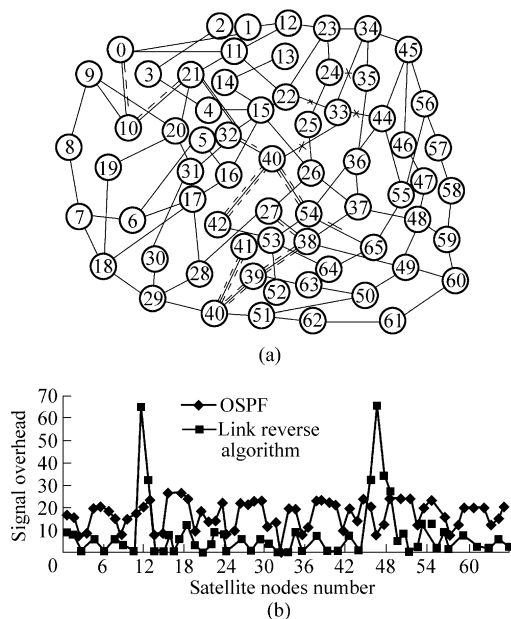 2 1 12 23 34
0 11 45
9 3 21 14 13 24 35
22 33 56
10 4 15 25 44
20 5 32 57
8 40 46
19 31 16 26 36 47
17 55 58
7 6 42 27 54 37 48
41 53 38 65 59
18 30 28 39 64 49
52 63 60
29 40 51 50
62 61
(a)
Signal overhead
70
60
50
40
30
20
10
0
OSPF
Link reverse
algorithm
6 12 18 24 30 36 42 48 54 60 66
Satellite nodes number
(b)